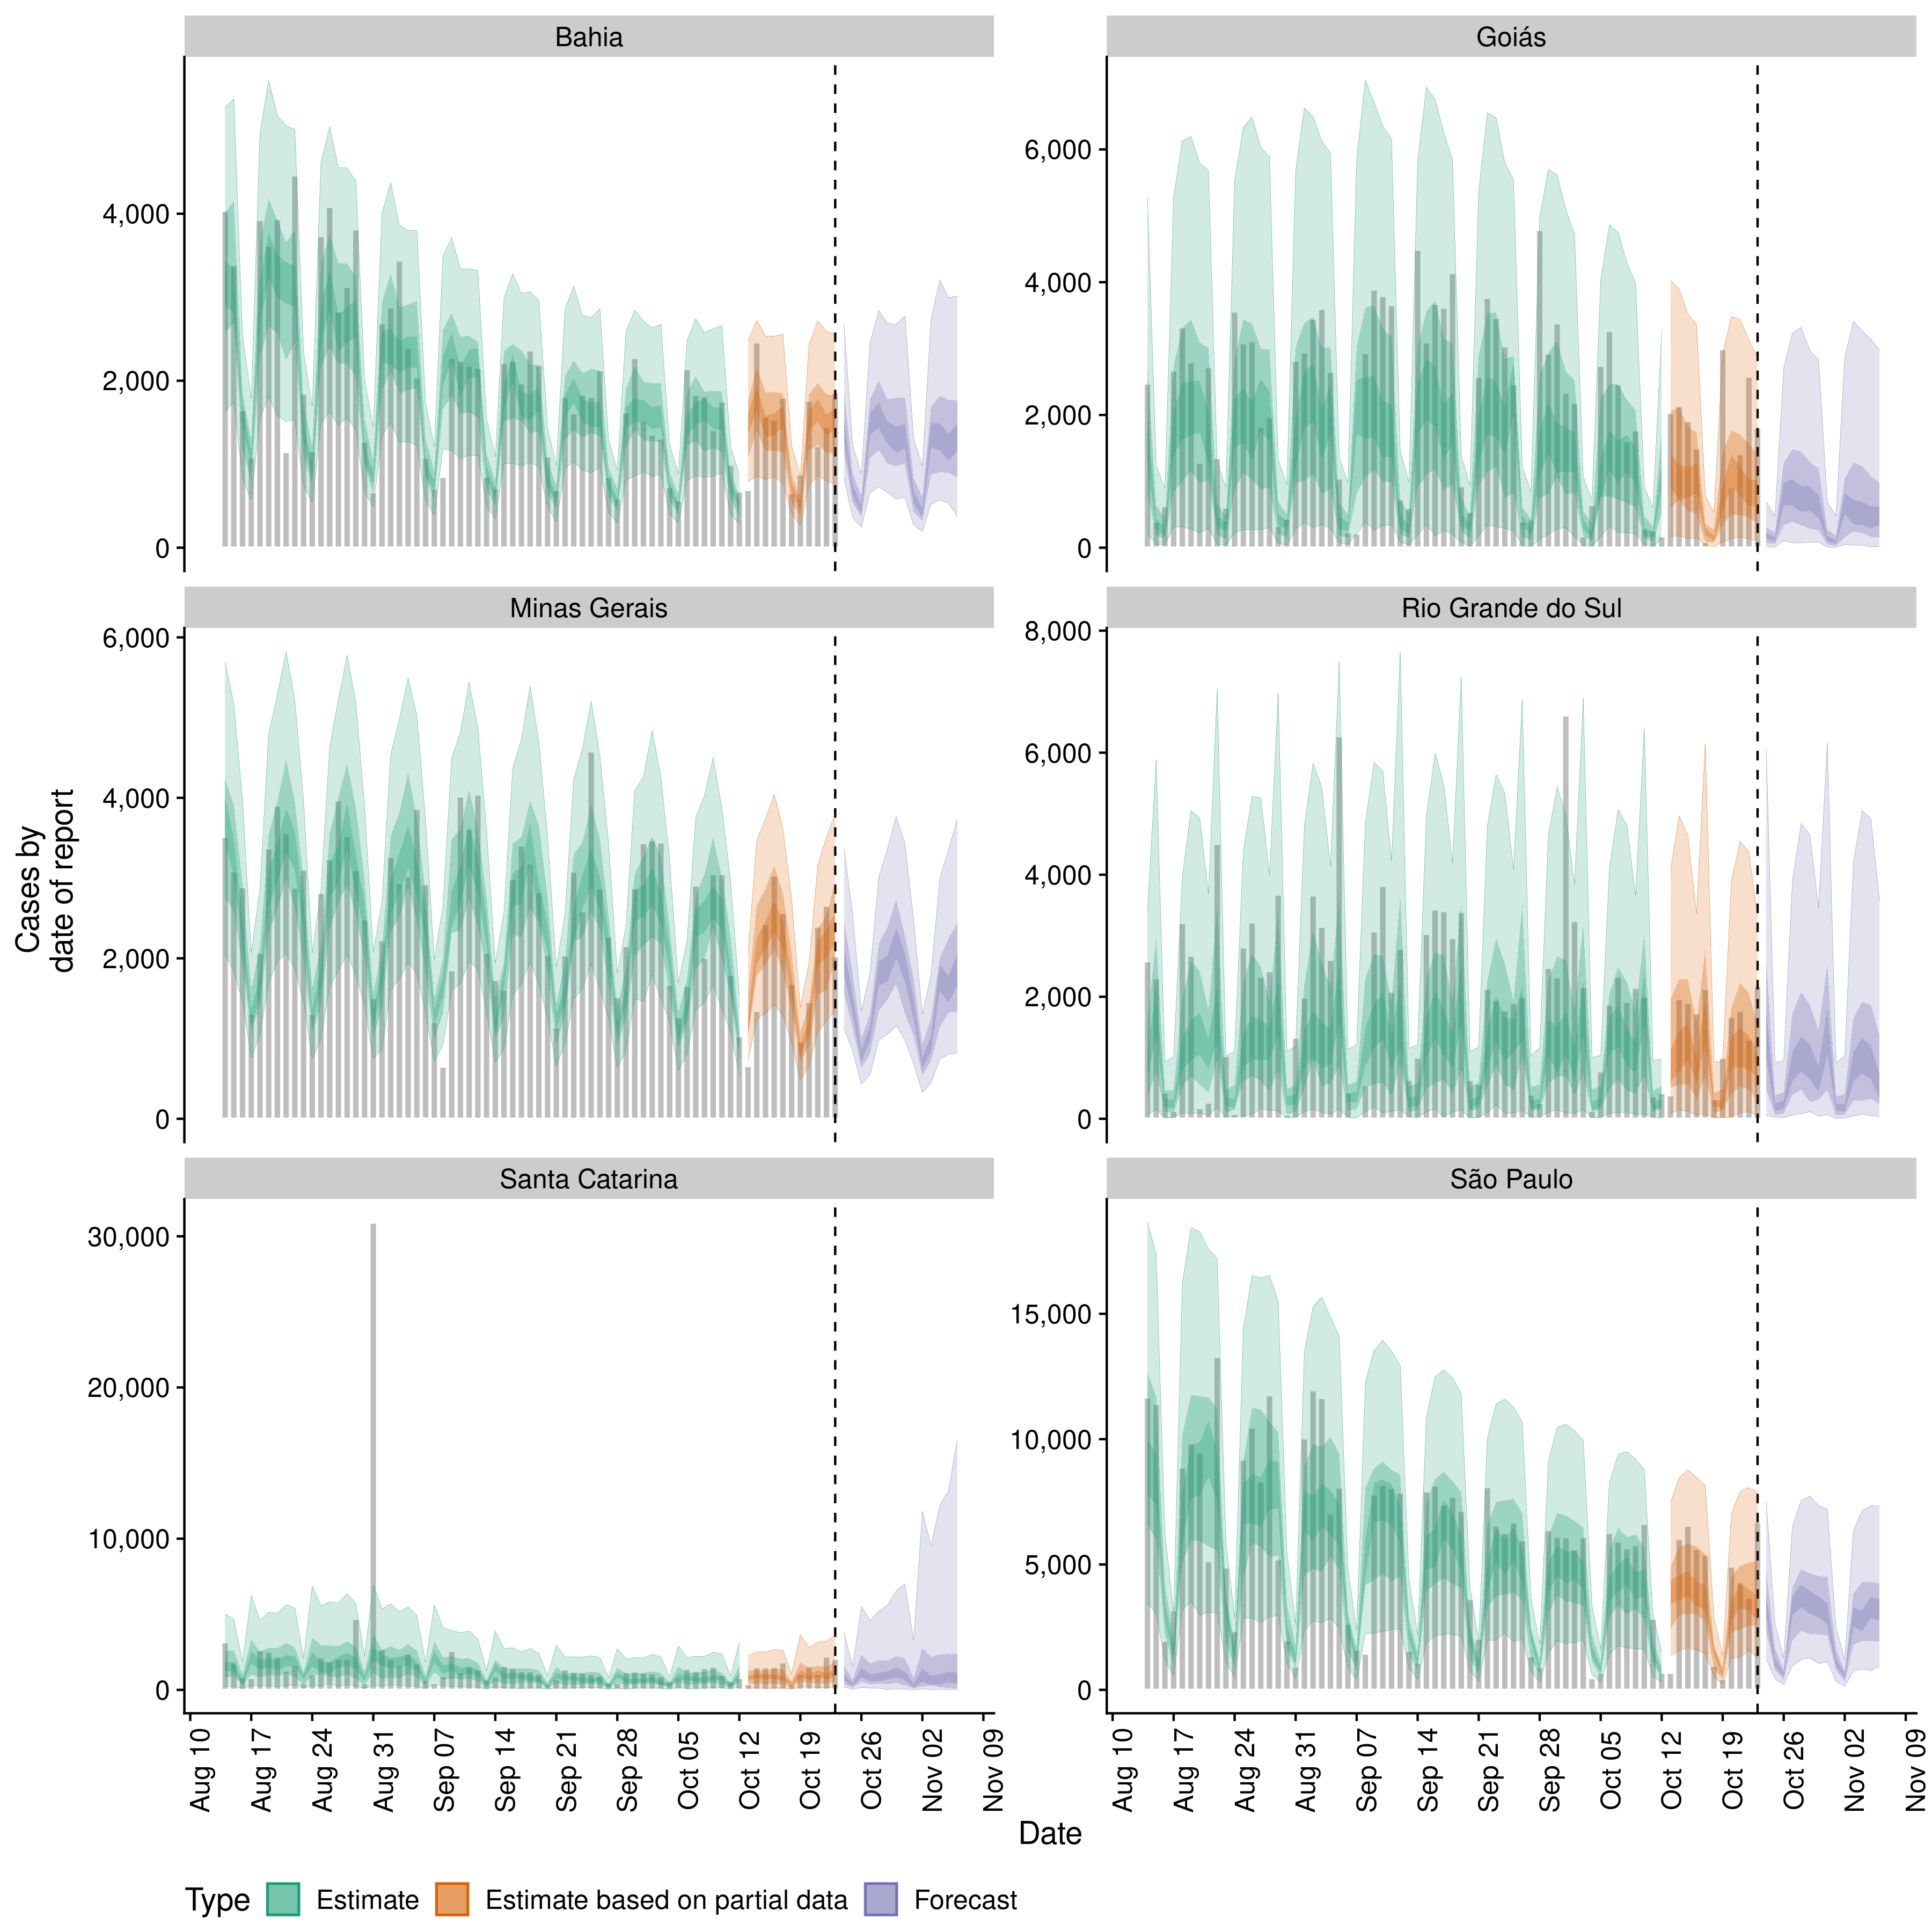 Bahia
Goiás
4,000
2,000
0
6,000
4,000
2,000
0
Minas Gerais
Rio Grande do Sul
6,000
4,000
2,000
0
8,000
6,000
4,000
2,000
0
Cases by
date of report
Santa Catarina
São Paulo
30,000
20,000
10,000
0
15,000
10,000
5,000
0
Aug 10
Aug 17
Aug 24
Aug 31
Sep 07
Sep 14
Sep 21
Sep 28
Oct 05
Oct 12
Oct 19
Oct 26
Nov 02
Nov 09
Aug 10
Aug 17
Aug 24
Aug 31
Sep 07
Sep 14
Sep 21
Sep 28
Oct 05
Oct 12
Oct 19
Oct 26
Nov 02
Nov 09
Date
Type Estimate Estimate based on partial data Forecast